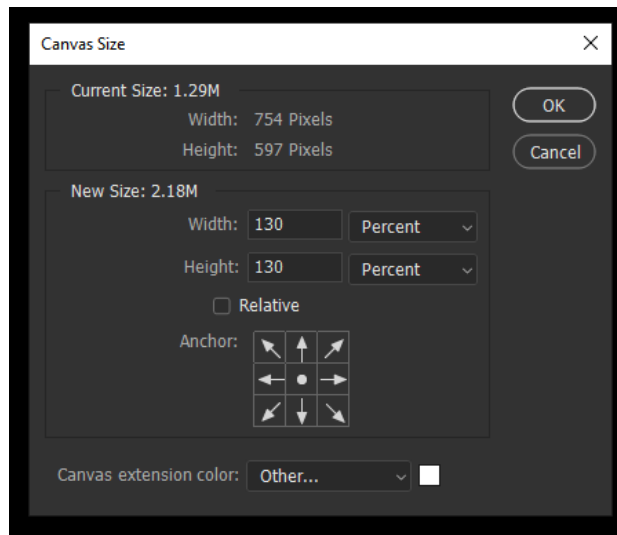 Canvas Size
Current Size: 1.29M
OK
Width: 754 Pixels
Height: 597 Pixels
Cancel
New Size: 2.18M
Width: 130 Percent
Height: 130 Percent
Relative
Anchor:
Canvas extension color: Other...